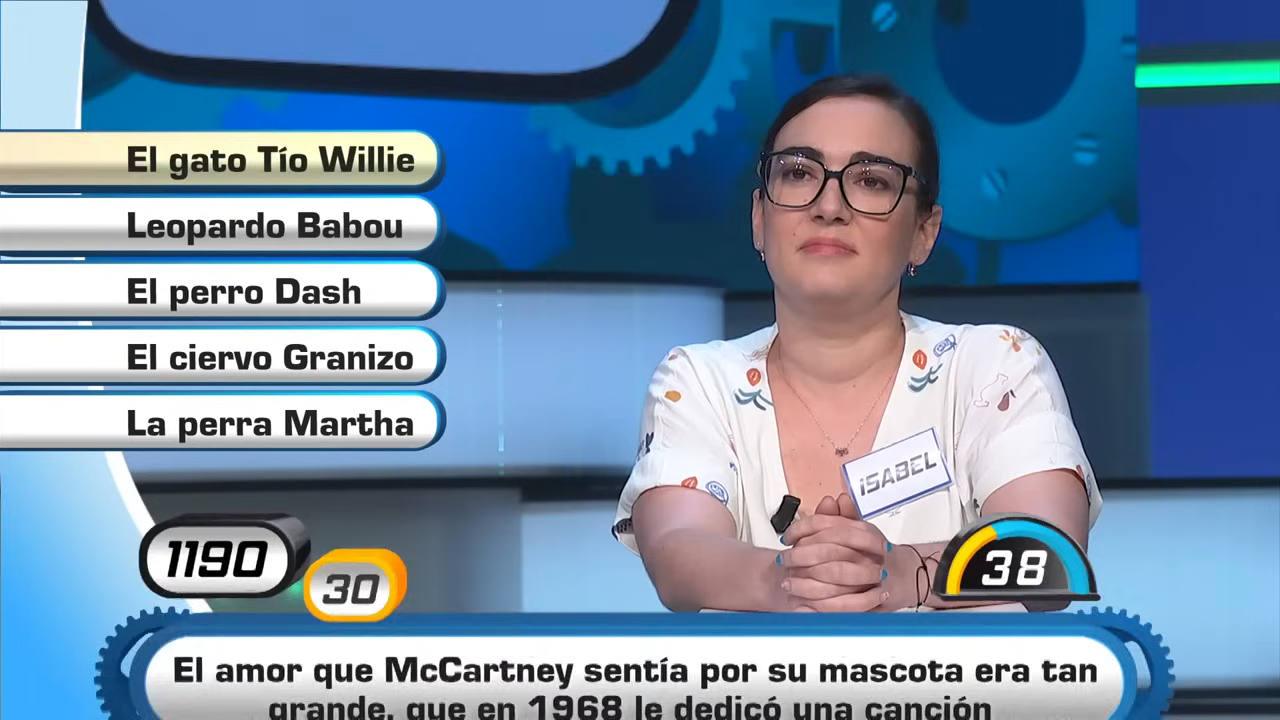 El gato Tío Willie
Leopardo Babou
El perro Dash
El ciervo Granizo
La perra Martha
ISABEL
1190
30
38
El amor que McCartney sentía por su mascota era tan
grande, que en 1968 le dedicó una canción